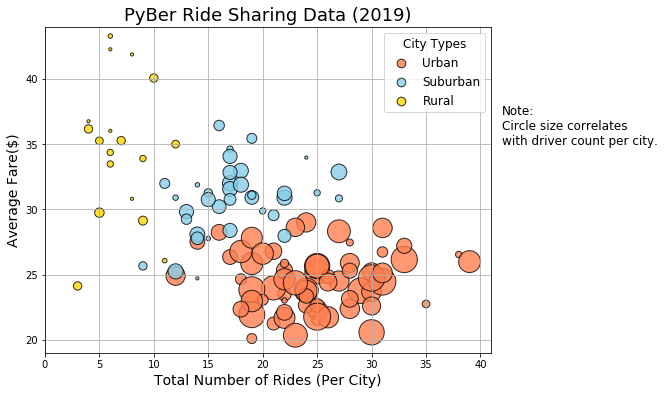 PyBer Ride Sharing Data (2019)
City Types
Urban
Suburban
Rural
Note:
Circle size correlates
with driver count per city.
Average Fare($)
40
35
30
25
20
0 5 10 15 20 25 30 35 40
Total Number of Rides (Per City)